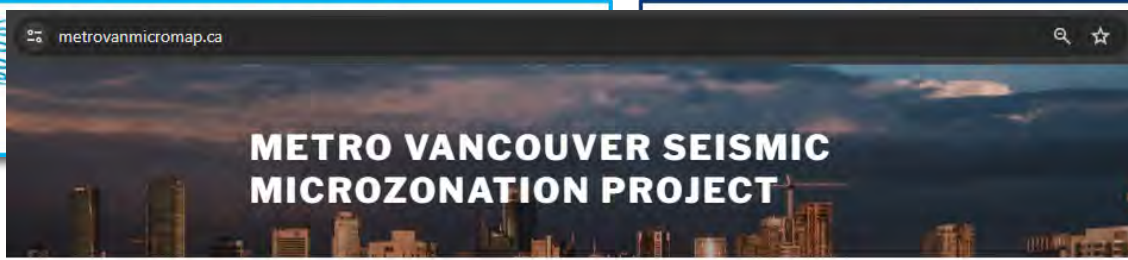 metrovanmicromap.ca
METRO VANCOUVER SEISMIC
MICROZONATION PROJECT